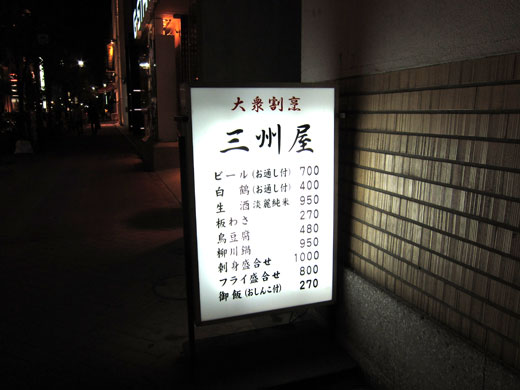 大衆割烹
三州屋
ビール(お通し付) 700
白鶴(お通し付) 400
生酒 淡麗純米 950
板わさ 270
鳥豆腐 480
柳川鍋 950
刺身盛合せ 1000
フライ盛合せ 800
御飯(おしんこ付) 270